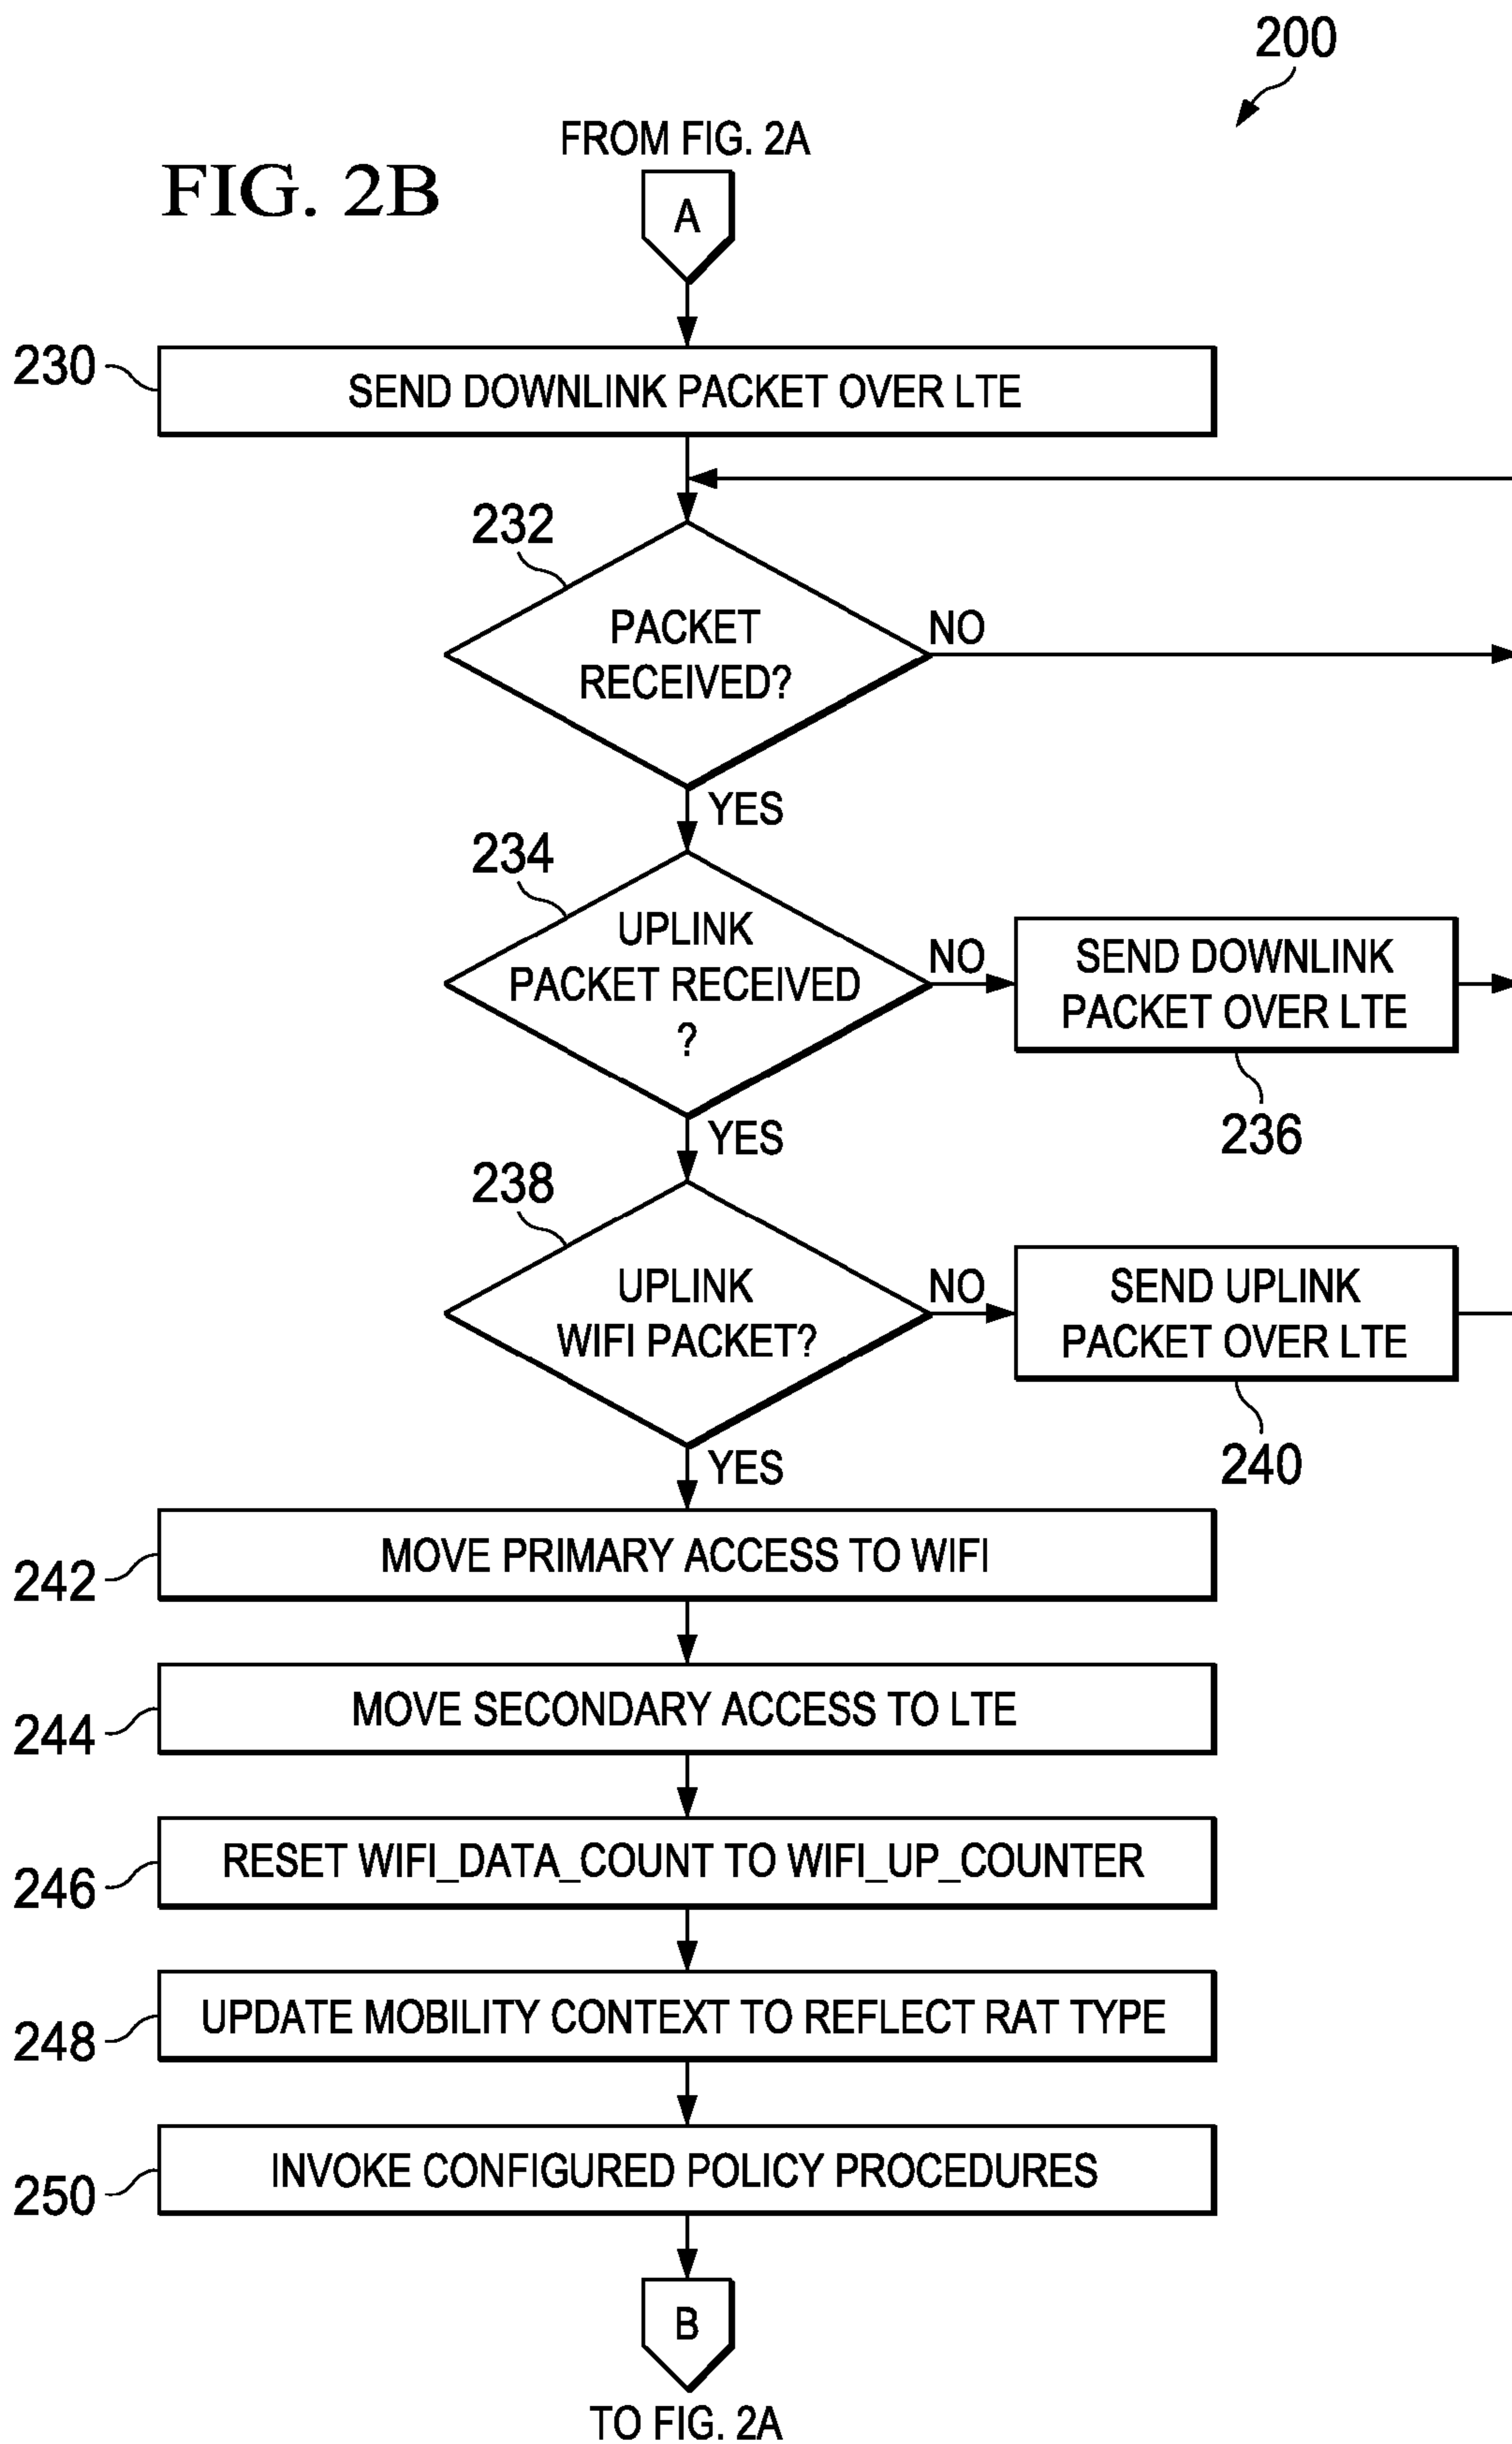 200
FROM FIG. 2A
FIG. 2B
A
230
SEND DOWNLINK PACKET OVER LTE
232
PACKET
RECEIVED?
NO
YES
234
UPLINK
PACKET RECEIVED
?
NO
SEND DOWNLINK
PACKET OVER LTE
236
YES
238
UPLINK
WIFI PACKET?
NO
SEND UPLINK
PACKET OVER LTE
240
YES
242
MOVE PRIMARY ACCESS TO WIFI
244
MOVE SECONDARY ACCESS TO LTE
246
RESET WIFI_DATA_COUNT TO WIFI_UP_COUNTER
248
UPDATE MOBILITY CONTEXT TO REFLECT RAT TYPE
250
INVOKE CONFIGURED POLICY PROCEDURES
B
TO FIG. 2A